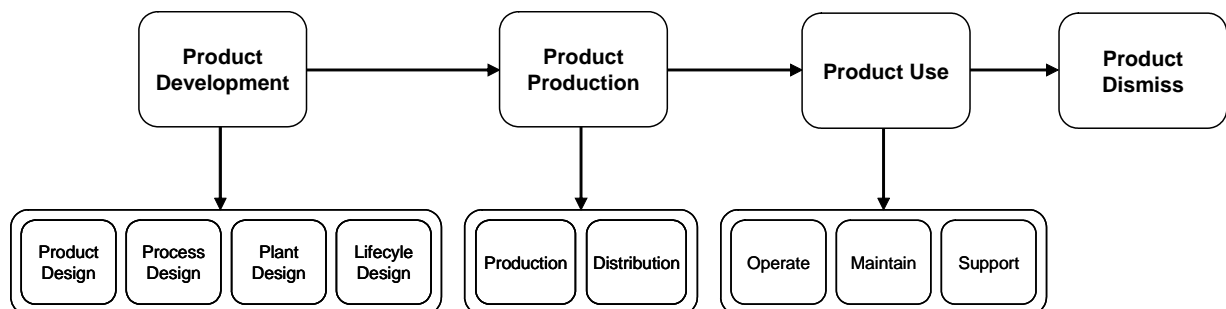 Product
Development
Product
Production
Product Use
Product
Dismiss
Product
Design
Process
Design
Plant
Design
Lifecyle
Design
Production
Distribution
Operate
Maintain
Support